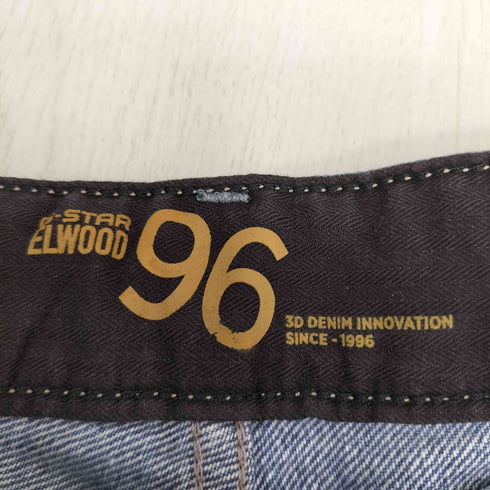 G-STAR
ELWOOD
96
3D DENIM INNOVATION
SINCE - 1996